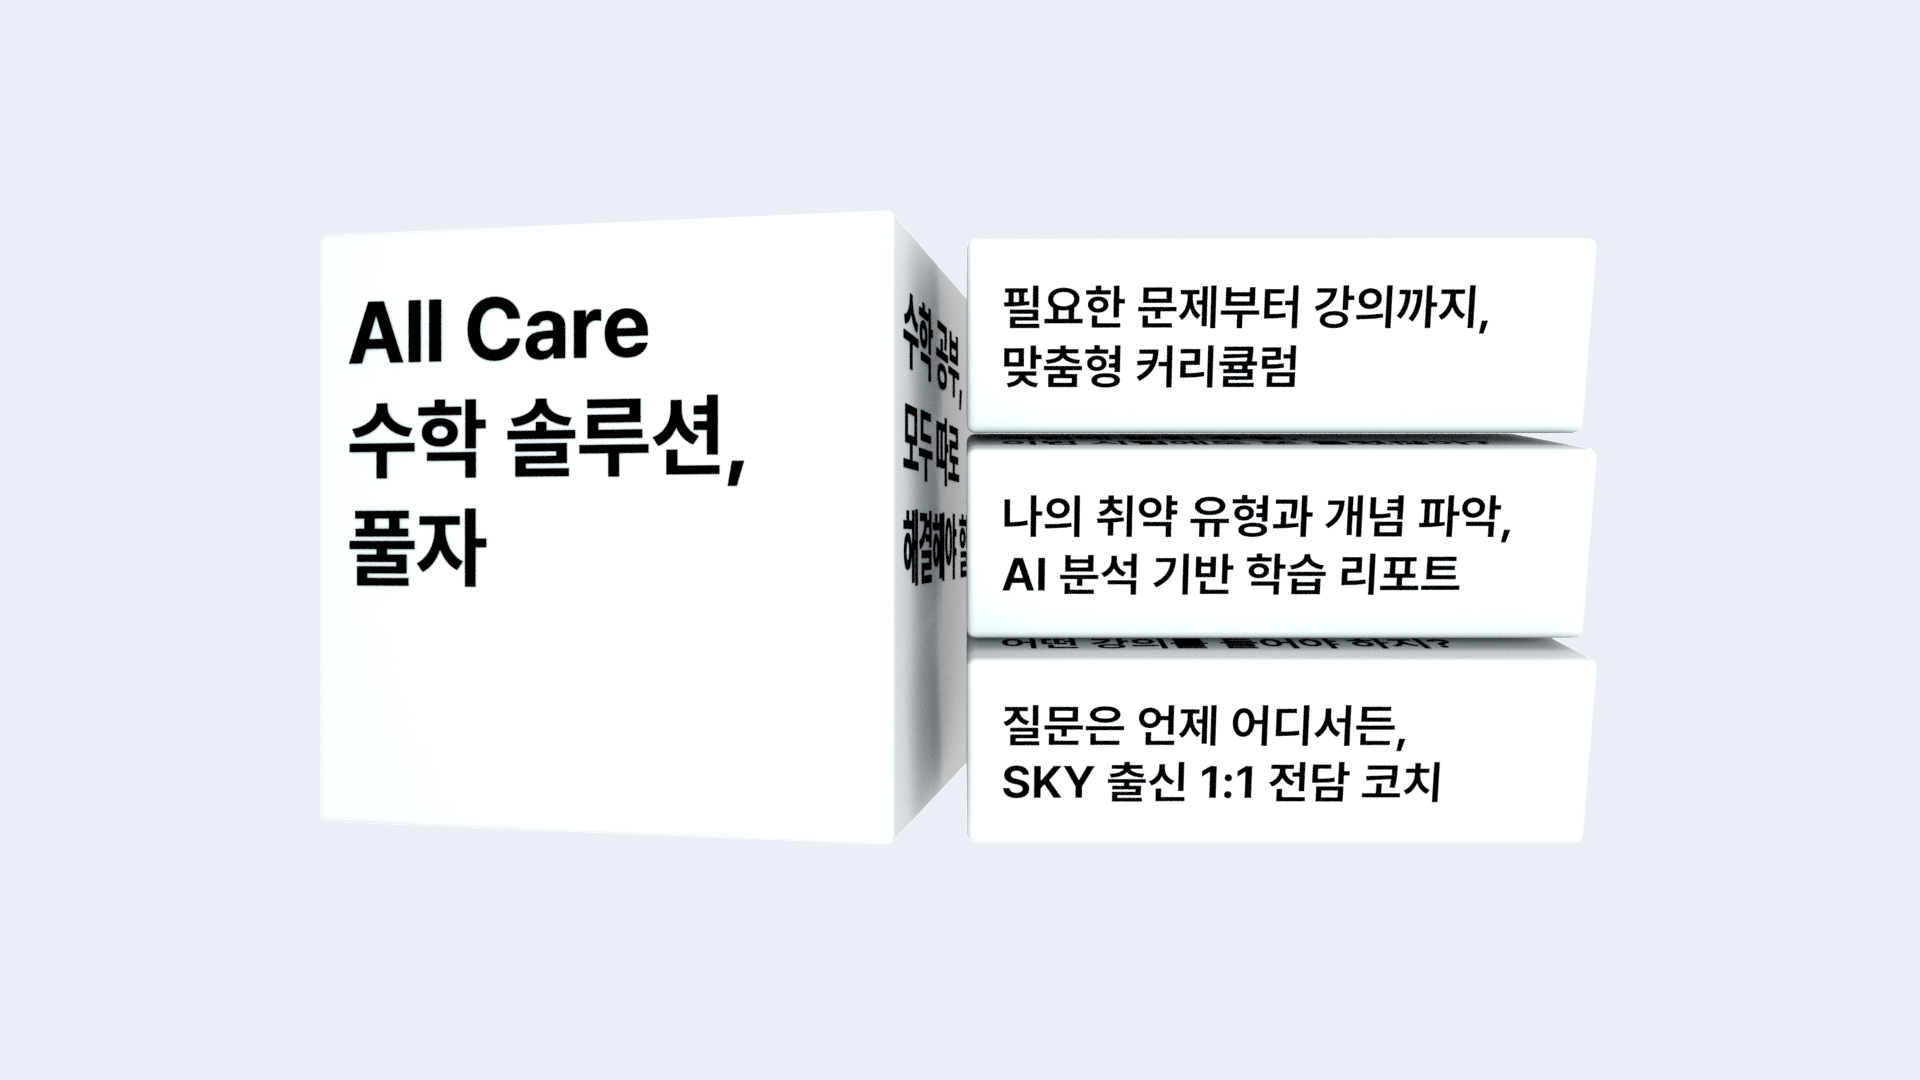 All Care
수학 솔루션,
풀자
수학 공부,
모두 따로
해결해야 할
필요한 문제부터 강의까지,
맞춤형 커리큘럼
나의 취약 유형과 개념 파악,
AI 분석 기반 학습 리포트
어떤 강의를 들어야 하지?
질문은 언제 어디서든,
SKY 출신 1:1 전담 코치